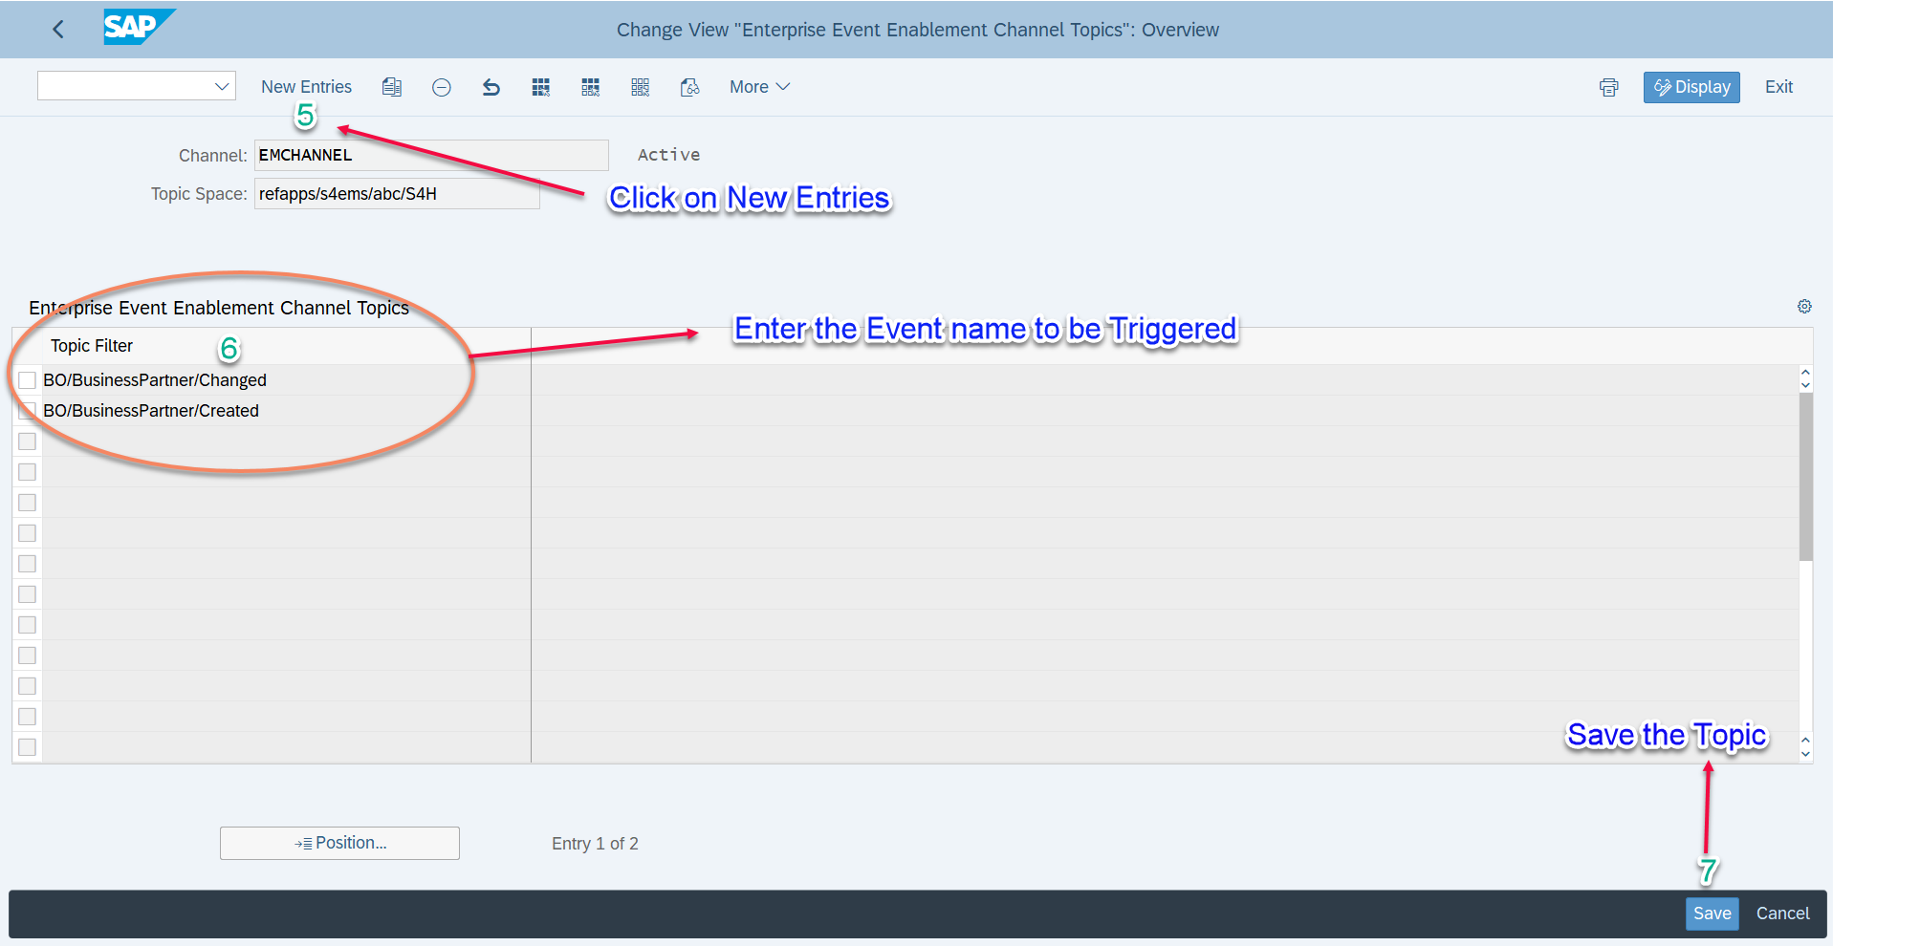 SAP
Change View "Enterprise Event Enablement Channel Topics": Overview
New Entries
More
Display
Exit
5
Channel:
EMCHANNEL
Active
Topic Space:
refapps/s4ems/abc/S4H
Click on New Entries
Enterprise Event Enablement Channel Topics
Enter the Event name to be Triggered
Topic Filter
6
BO/BusinessPartner/Changed
BO/BusinessPartner/Created
Save the Topic
Position...
Entry 1 of 2
7
Save
Cancel